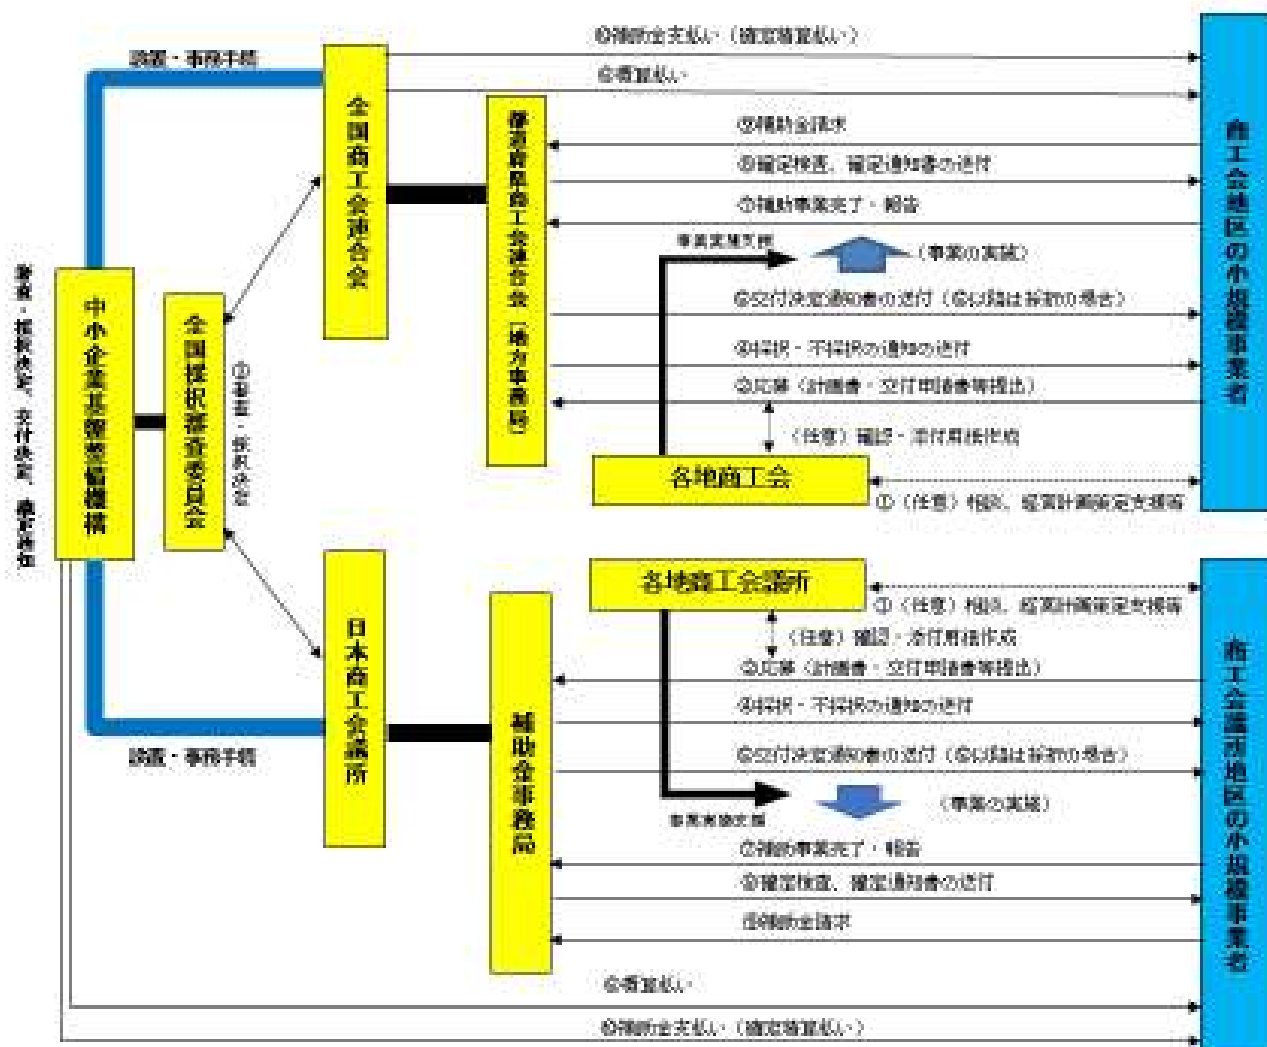 設置・事務手続
全国商工会連合会
⑩補助金支払い（確定精算払い）
⑥概算払い
都道府県商工会連合会（地方事務局）
⑨補助金請求
⑧確定検査、確定通知書の送付
⑦補助事業完了・報告
事業実施支援
（事業の実施）
⑤交付決定通知書の送付（⑤以降は採択の場合）
④採択・不採択の通知の送付
②応募（計画書・交付申請書等提出）
（任意）確認・添付用紙作成
各地商工会
①（任意）相談、経営計画策定支援等
商工会地区の小規模事業者
審査・採択決定、交付決定、
中小企業基盤整備機構
全国採択審査委員会
③審査・採択決定
各地商工会議所
①（任意）相談、経営計画策定支援等
（任意）確認・添付用紙作成
②応募（計画書・交付申請書等提出）
④採択・不採択の通知の送付
⑤交付決定通知書の送付（⑤以降は採択の場合）
（事業の実施）
事業実施支援
⑦補助事業完了・報告
⑧確定検査、確定通知書の送付
⑨補助金請求
⑥概算払い
⑩補助金支払い（確定精算払い）
日本商工会議所
設置・事務手続
補助金事務局
商工会議所地区の小規模事業者